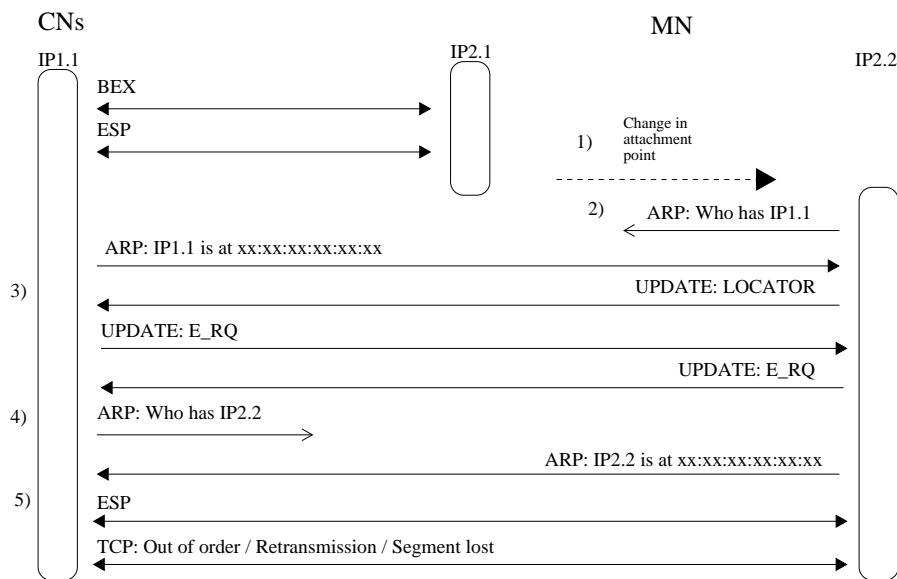 CNs
MN
IP1.1
IP2.1
IP2.2
BEX
ESP
1)
Change in
attachment
point
2)
ARP: Who has IP1.1
ARP: IP1.1 is at xx:xx:xx:xx:xx:xx
3)
UPDATE: LOCATOR
UPDATE: E_RQ
UPDATE: E_RQ
4)
ARP: Who has IP2.2
ARP: IP2.2 is at xx:xx:xx:xx:xx:xx
5)
ESP
TCP: Out of order / Retransmission / Segment lost